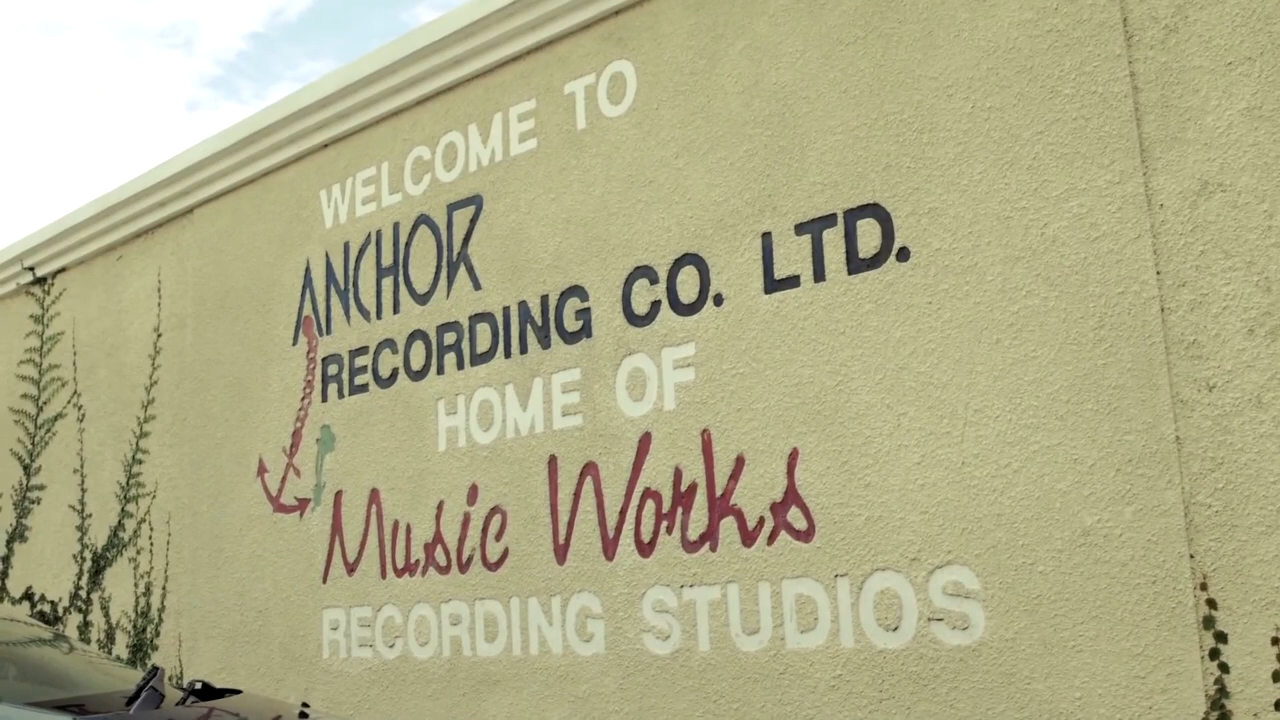 WELCOME TO
ANCHOR
RECORDING CO. LTD.
HOME OF
Music Works
RECORDING STUDIOS